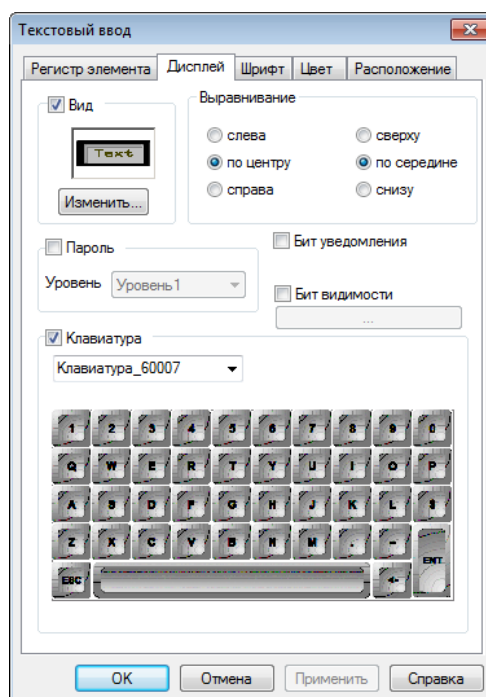 Текстовый ввод
Регистр элемента Дисплей Шрифт Цвет Расположение
Вид
Text
Изменить...
Выравнивание
слева сверху
по центру по середине
справа снизу
Пароль
Уровень Уровень1
Бит уведомления
Бит видимости
...
Клавиатура
Клавиатура_60007
1 2 3 4 5 6 7 8 9 0
Q W E R T Y U I O P
A S D F G H J K L
Z X C V B N M . -
ENT
ESC <-
OK Отмена Применить Справка